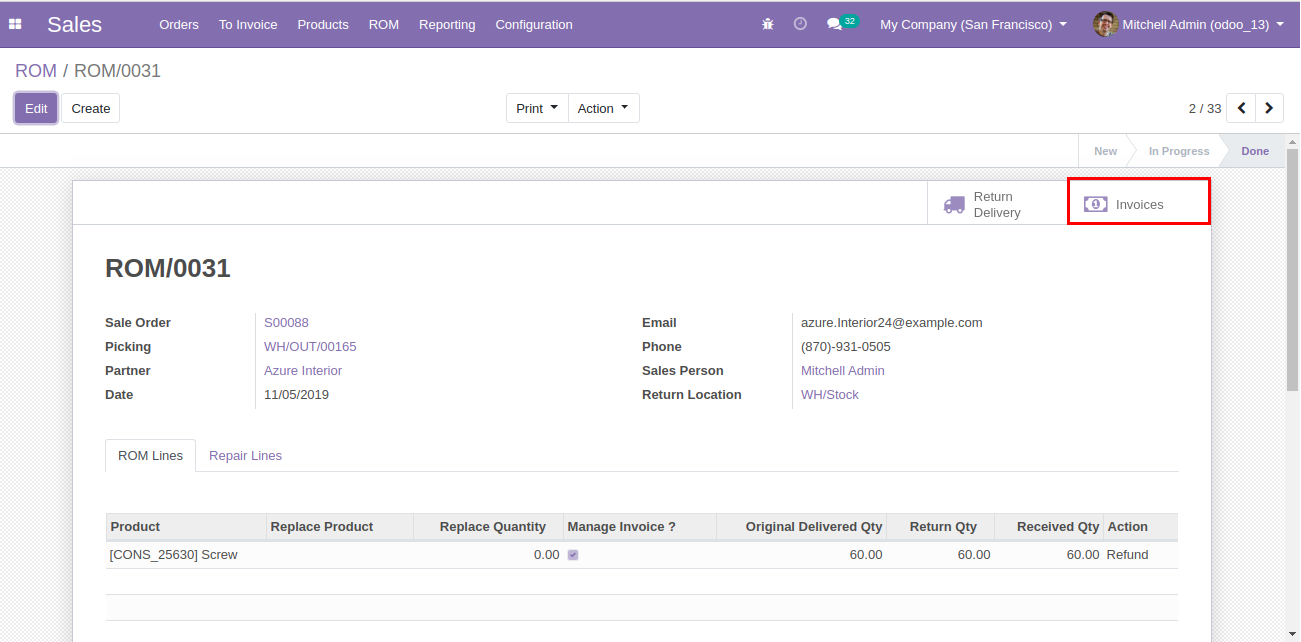 Sales Orders To Invoice Products ROM Reporting Configuration 32 My Company (San Francisco) Mitchell Admin (odoo_13)
ROM / ROM/0031
Edit Create Print Action 2 / 33
New In Progress Done
Return
Delivery
1 Invoices
ROM/0031
Sale Order S00088 Email azure.Interior24@example.com
Picking WH/OUT/00165 Phone (870)-931-0505
Partner Azure Interior Sales Person Mitchell Admin
Date 11/05/2019 Return Location WH/Stock
ROM Lines Repair Lines
Product Replace Product Replace Quantity Manage Invoice ? Original Delivered Qty Return Qty Received Qty Action
[CONS_25630] Screw 0.00 60.00 60.00 60.00 Refund